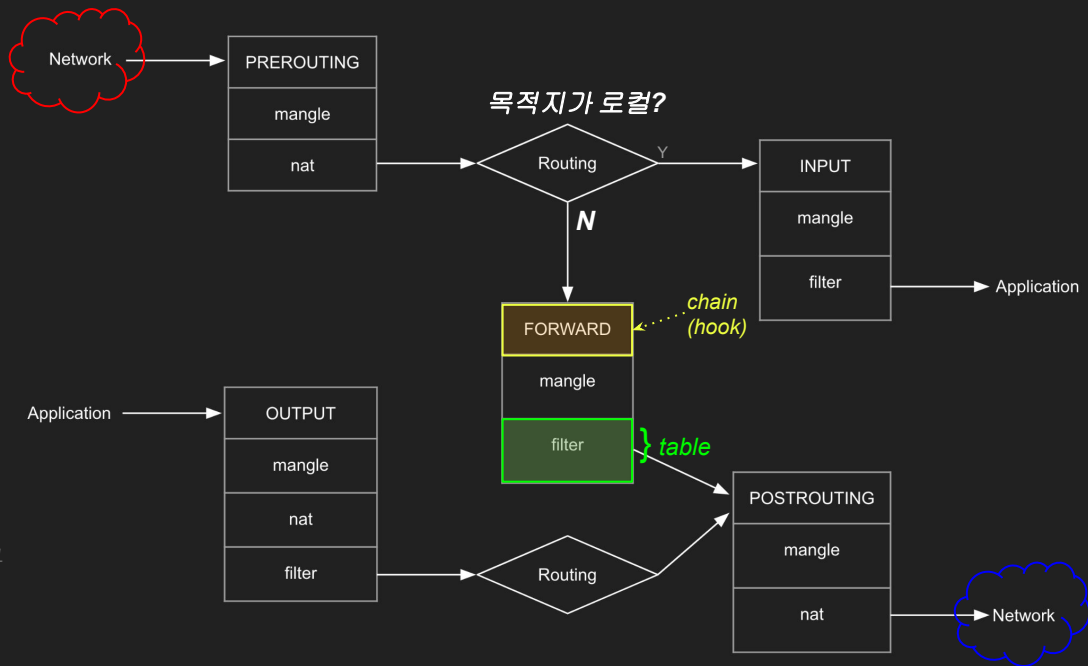 Network
PREROUTING
mangle
nat
목적지가 로컬?
Routing
Y
N
INPUT
mangle
filter
Application
FORWARD
chain
(hook)
mangle
filter
} table
Application
OUTPUT
mangle
nat
filter
Routing
POSTROUTING
mangle
nat
Network